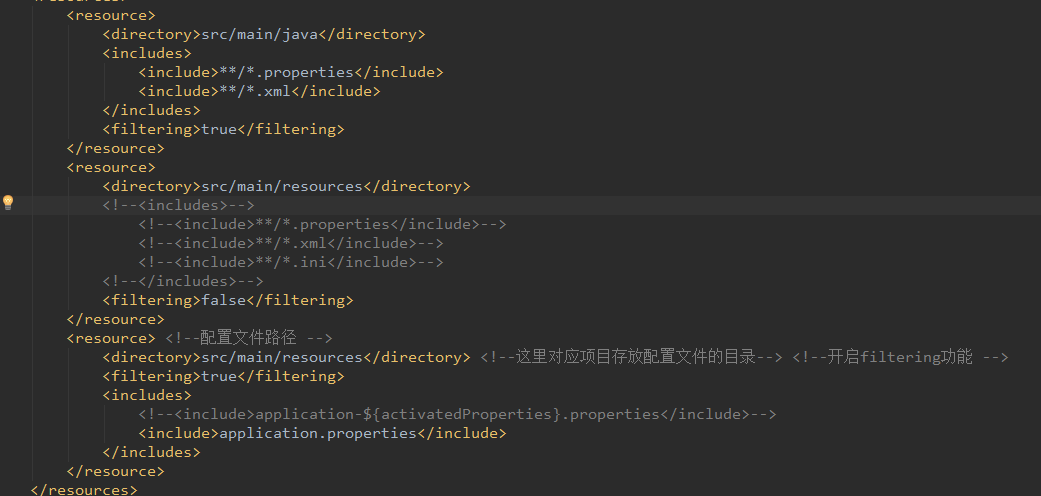 <resource>
<directory>src/main/java</directory>
<includes>
<include>**/*.properties</include>
<include>**/*.xml</include>
</includes>
<filtering>true</filtering>
</resource>
<resource>
<directory>src/main/resources</directory>
<!--<includes>-->
<!--<include>**/*.properties</include>-->
<!--<include>**/*.xml</include>-->
<!--<include>**/*.ini</include>-->
<!--</includes>-->
<filtering>false</filtering>
</resource>
<resource> <!--配置文件路径 -->
<directory>src/main/resources</directory> <!--这里对应项目存放配置文件的目录--> <!--开启filtering功能 -->
<filtering>true</filtering>
<includes>
<!--<include>application-${activatedProperties}.properties</include>-->
<include>application.properties</include>
</includes>
</resource>
</resources>